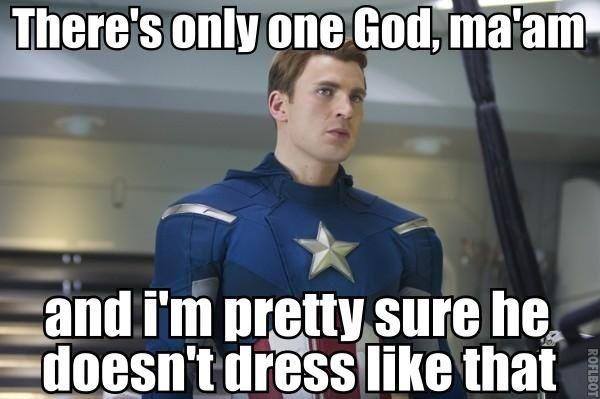 There's only one God, ma'am
and i'm pretty sure he
doesn't dress like that
ROFLBOT